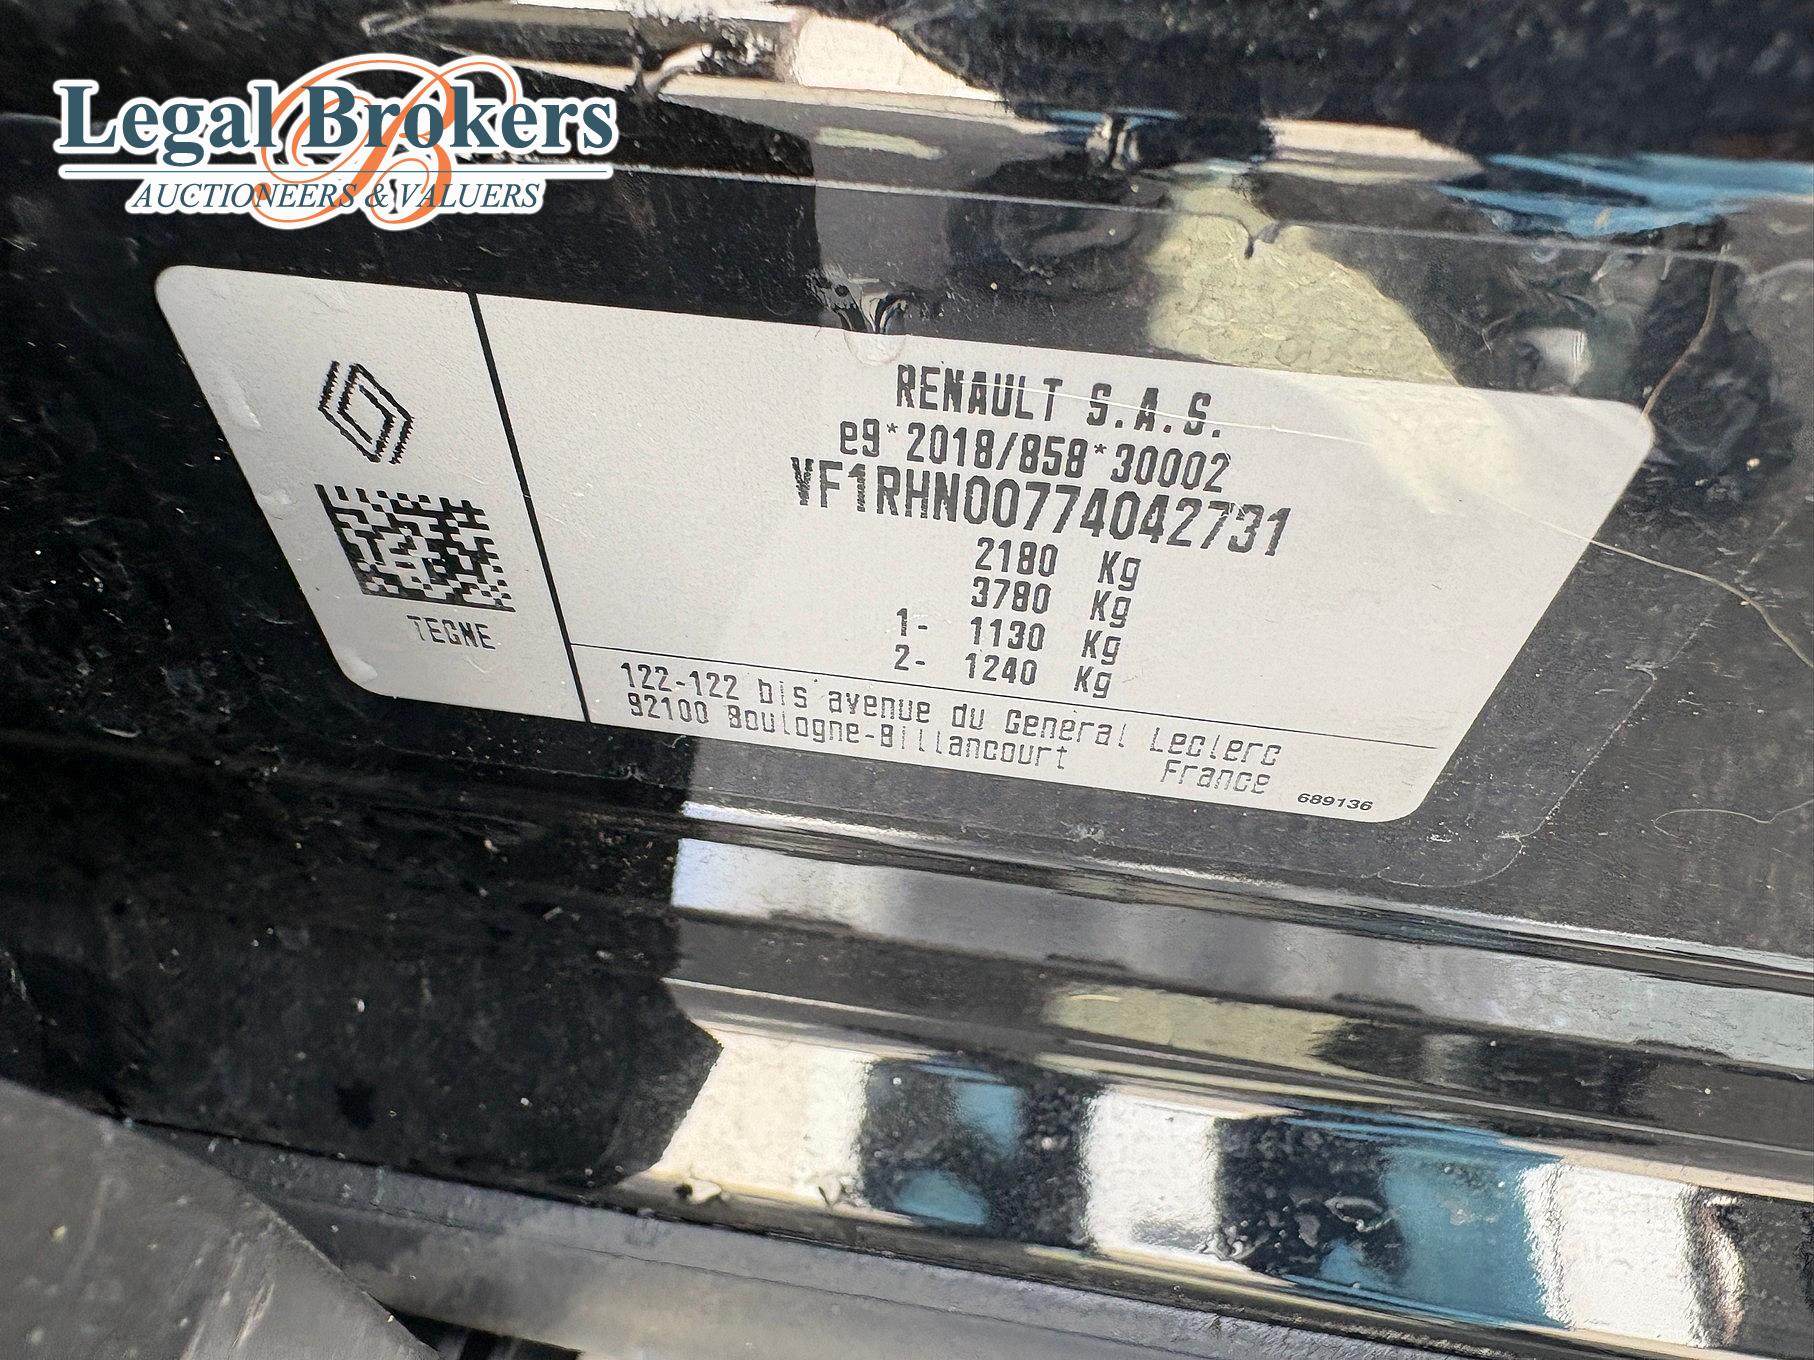 Legal Brokers
AUCTIONEERS & VALUERS
RENAULT S.A.S.
e9*2018/858*30002
VF1RHN00774042731
2180 Kg
3780 Kg
1- 1130 Kg
2- 1240 Kg
TEGNE
122-122 bis avenue du General Leclerc
92100 Boulogne-Billancourt France
689136